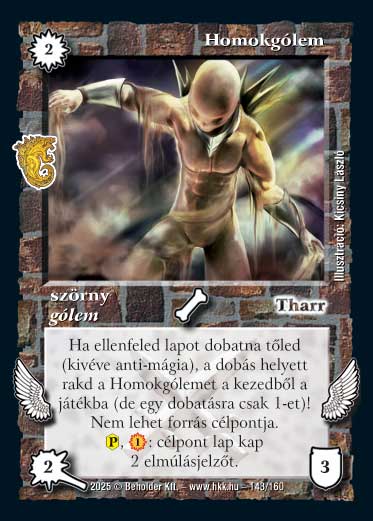 2
Homokgólem
Illusztráció: Kicsiny László
szörny
gólem
Tharr
Ha ellenfeled lapot dobatna tőled
(kivéve anti-mágia), a dobás helyett
rakd a Homokgólemet a kezedből a
játékba (de egy dobatásra csak 1-et)!
Nem lehet forrás célpontja.
P, 1: célpont lap kap
2 elmúlásjelzőt.
2
3
2025 © Beholder Kft. – www.hkk.hu – 143/160